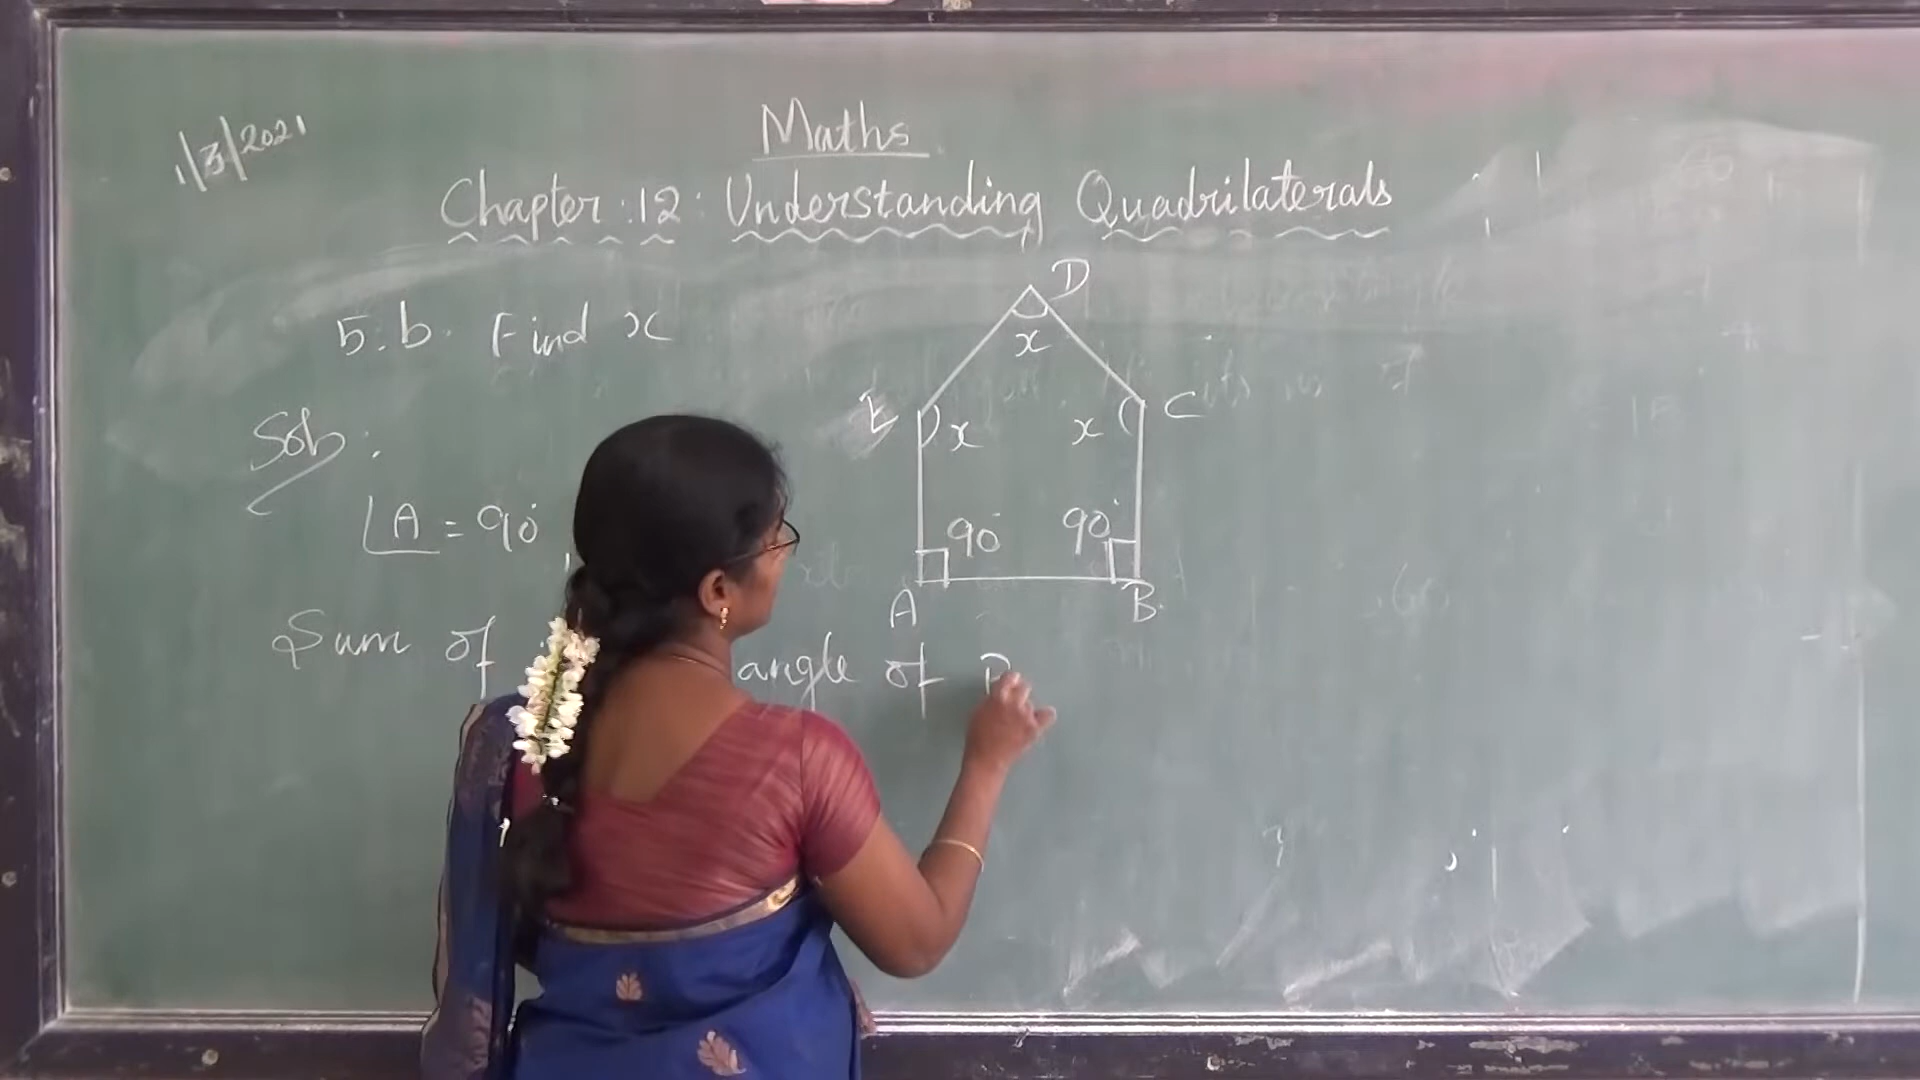 1/3/2021
Maths
Chapter:12: Understanding Quadrilaterals
5.b. Find x
D
x
E x x C
Sol:
∠A = 90°
90° 90°
A B
Sum of angle of P